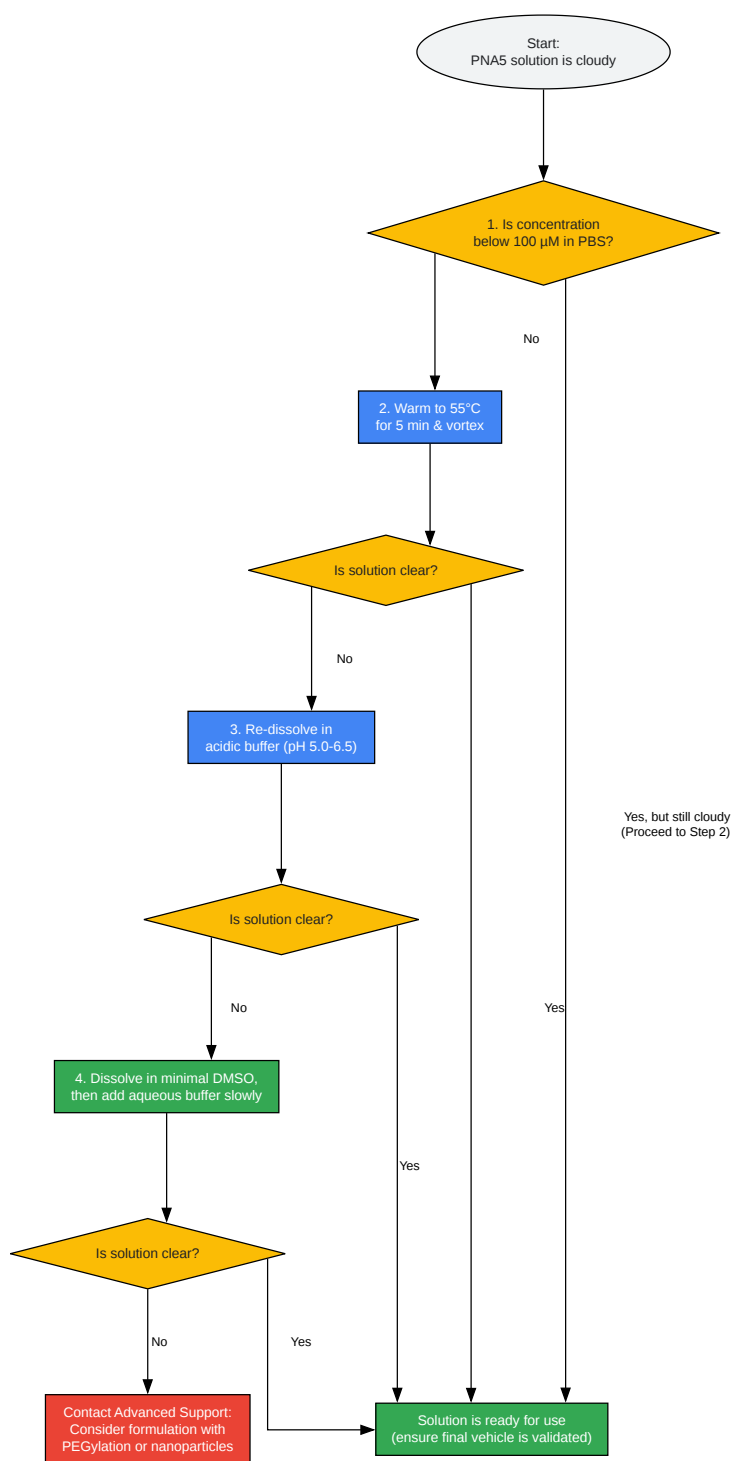 Start:
PNA5 solution is cloudy
1. Is concentration
below 100 µM in PBS?
No
2. Warm to 55°C
for 5 min & vortex
Is solution clear?
No
3. Re-dissolve in
acidic buffer (pH 5.0-6.5)
Yes, but still cloudy
(Proceed to Step 2)
Is solution clear?
No
Yes
4. Dissolve in minimal DMSO,
then add aqueous buffer slowly
Yes
Is solution clear?
No
Yes
Contact Advanced Support:
Consider formulation with
PEGylation or nanoparticles
Solution is ready for use
(ensure final vehicle is validated)